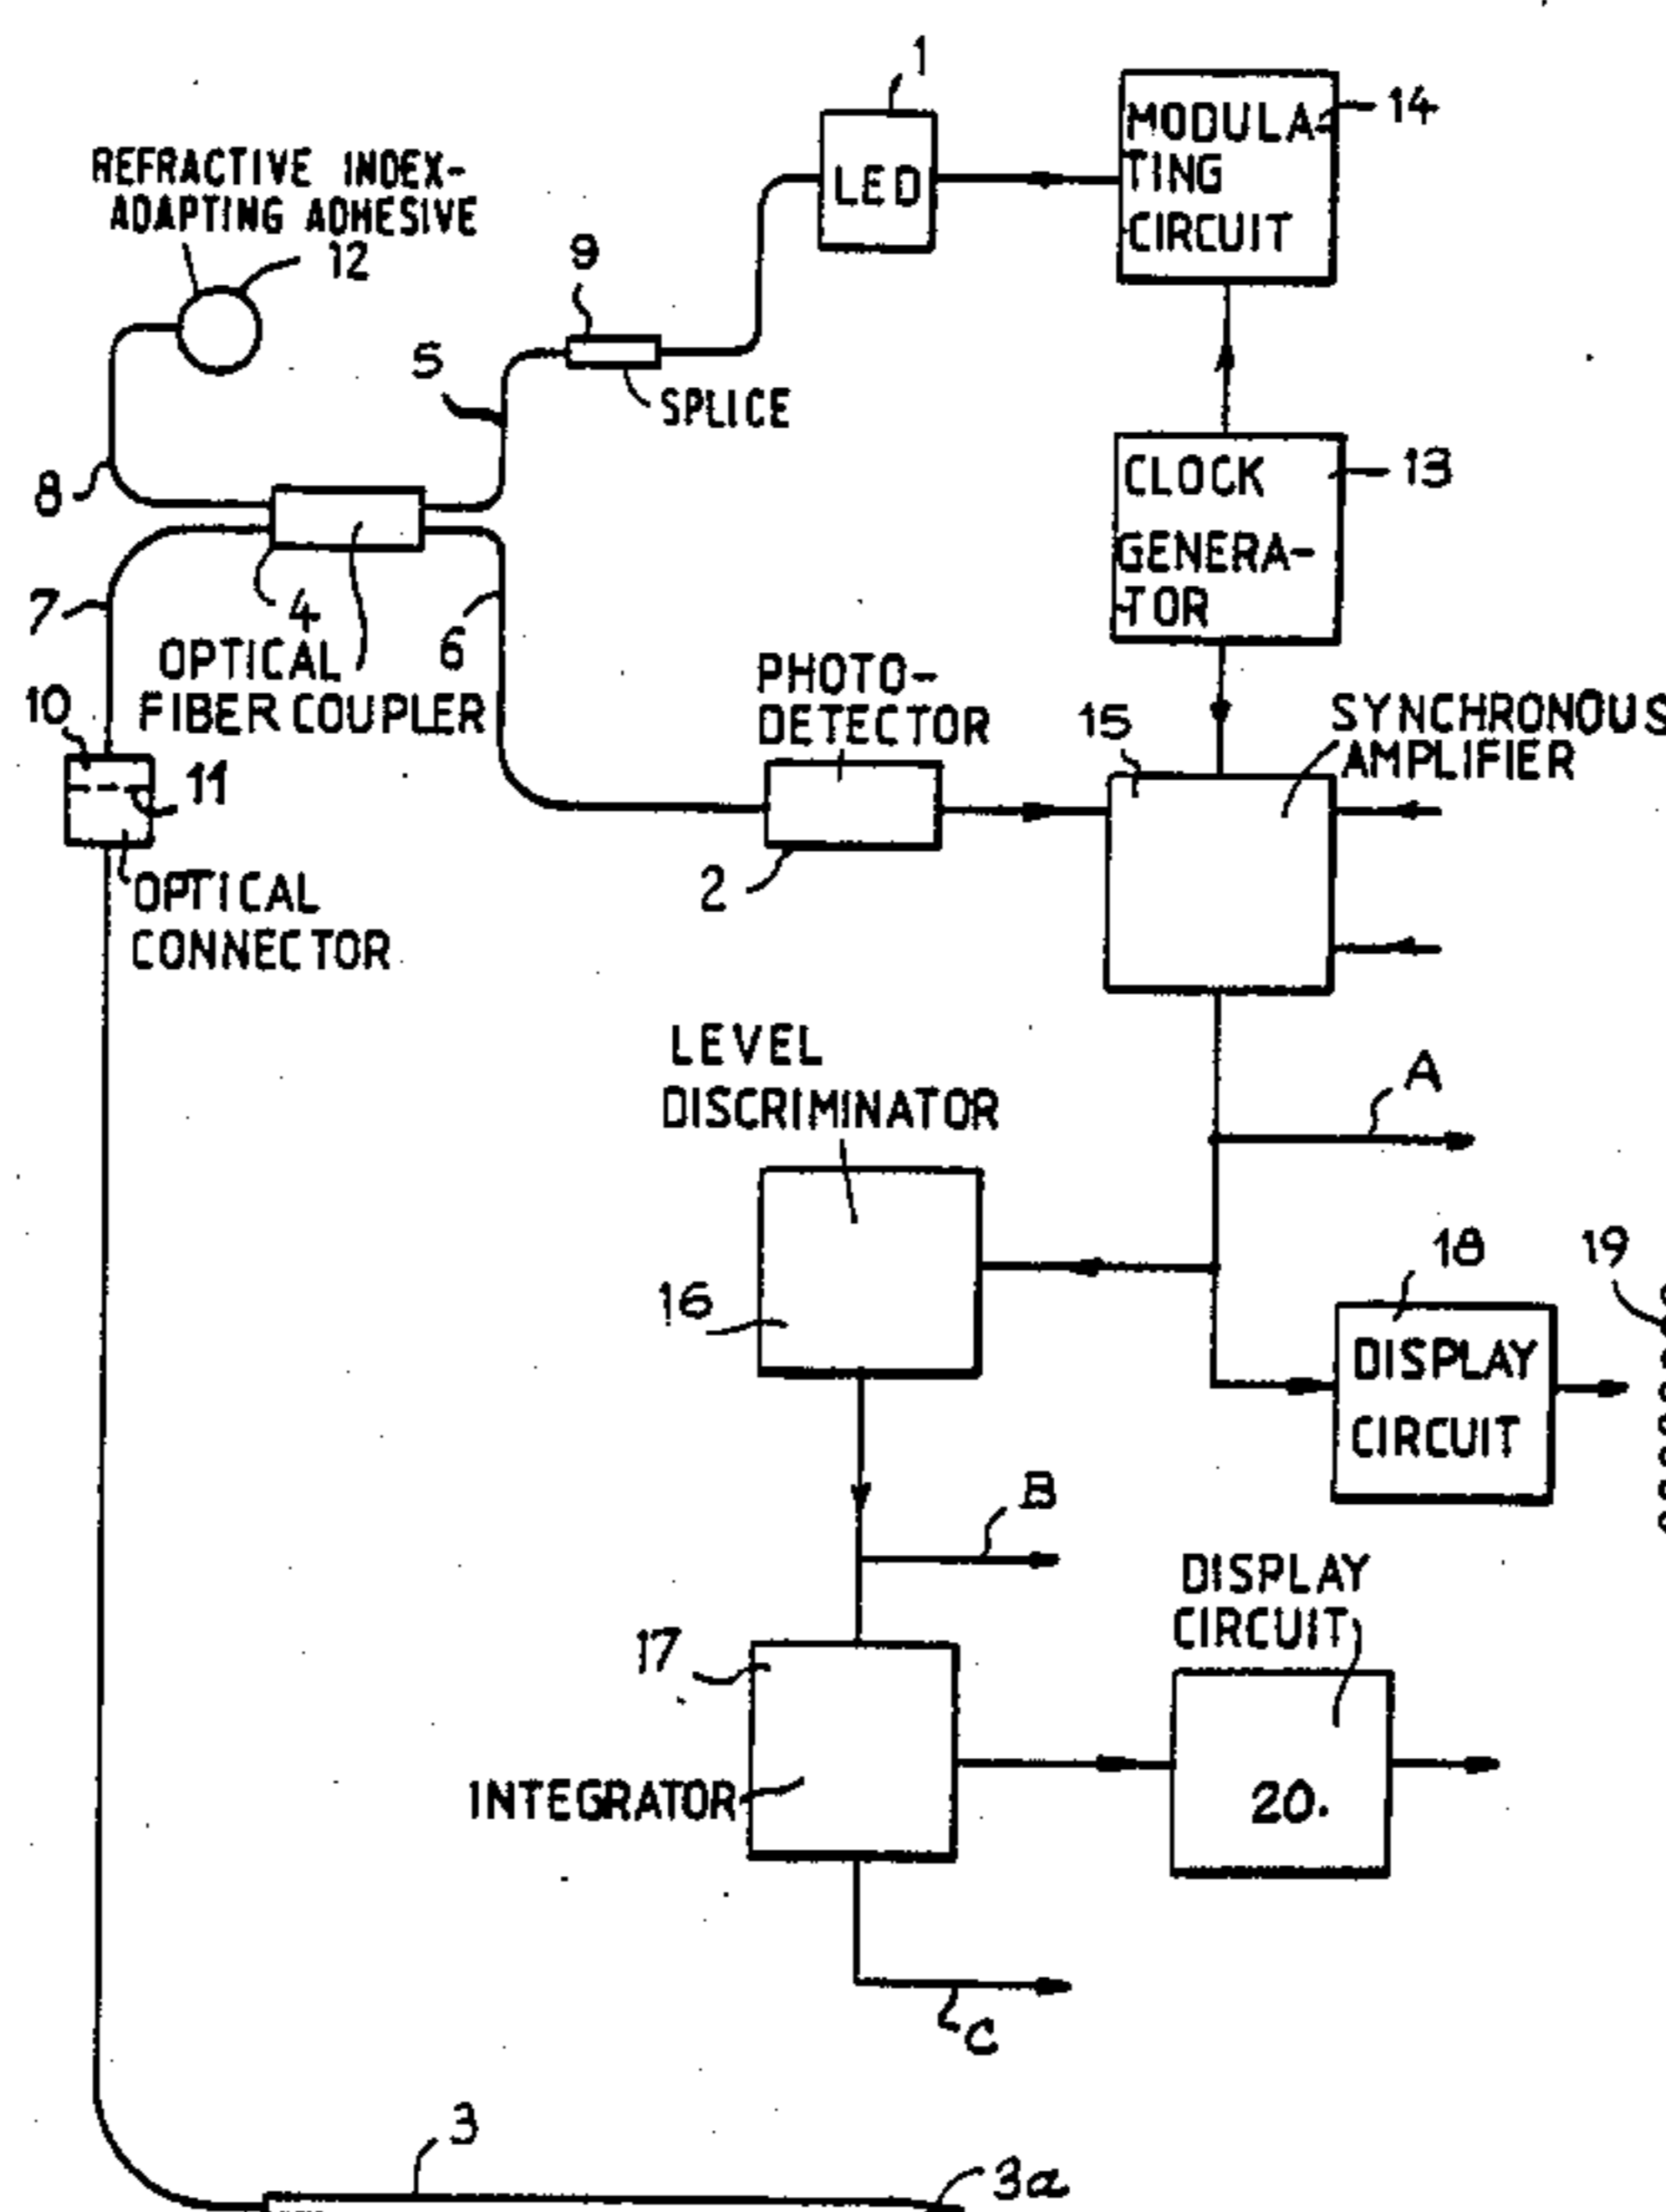 1
MODULA-
TING
CIRCUIT
14
REFRACTIVE INDEX-
ADAPTING ADHESIVE
12
LED
9
5
SPLICE
8
CLOCK
GENERA-
TOR
13
7
4
OPTICAL
FIBER COUPLER
6
PHOTO-
DETECTOR
15
SYNCHRONOUS
AMPLIFIER
10
11
2
OPTICAL
CONNECTOR
LEVEL
DISCRIMINATOR
A
16
18
19
DISPLAY
CIRCUIT
B
17
DISPLAY
CIRCUIT
INTEGRATOR
20.
C
3
3a